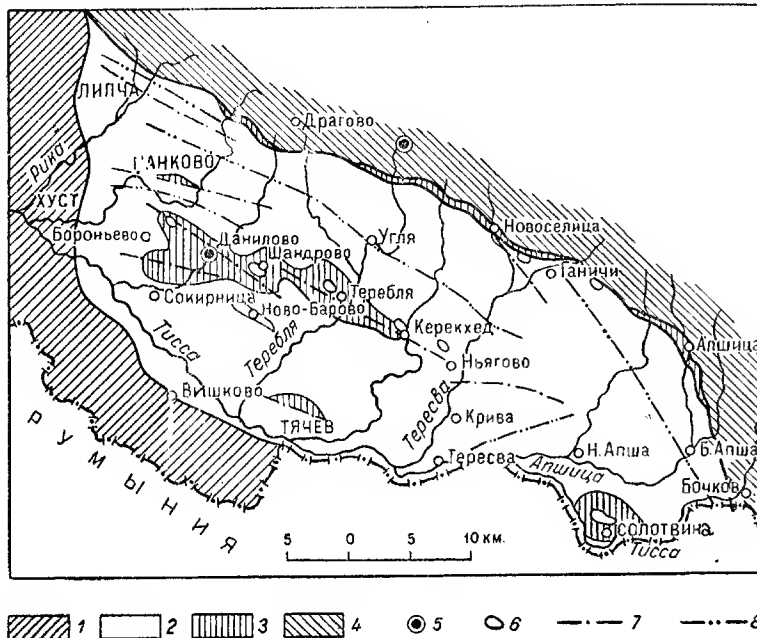 ЛИПЧА
Драгово
Рика
ГАНКОВО
ХУСТ
Новоселица
Бороньево
Данилово
Угля
Шандрово
Ганичи
Сокирница
Теребля
Ново-Барово
Керекхед
Апшица
Тисса
Теребля
Ньягово
Вишково
Тересва
ТЯЧЕВ
Крива
РУМЫНИЯ
Тересва
Н.Апша
Б.Апша
Апшица
Бочков
СОЛОТВИНА
Тисса
5 0 5 10 км.
1 2 3 4 5 6 7 8